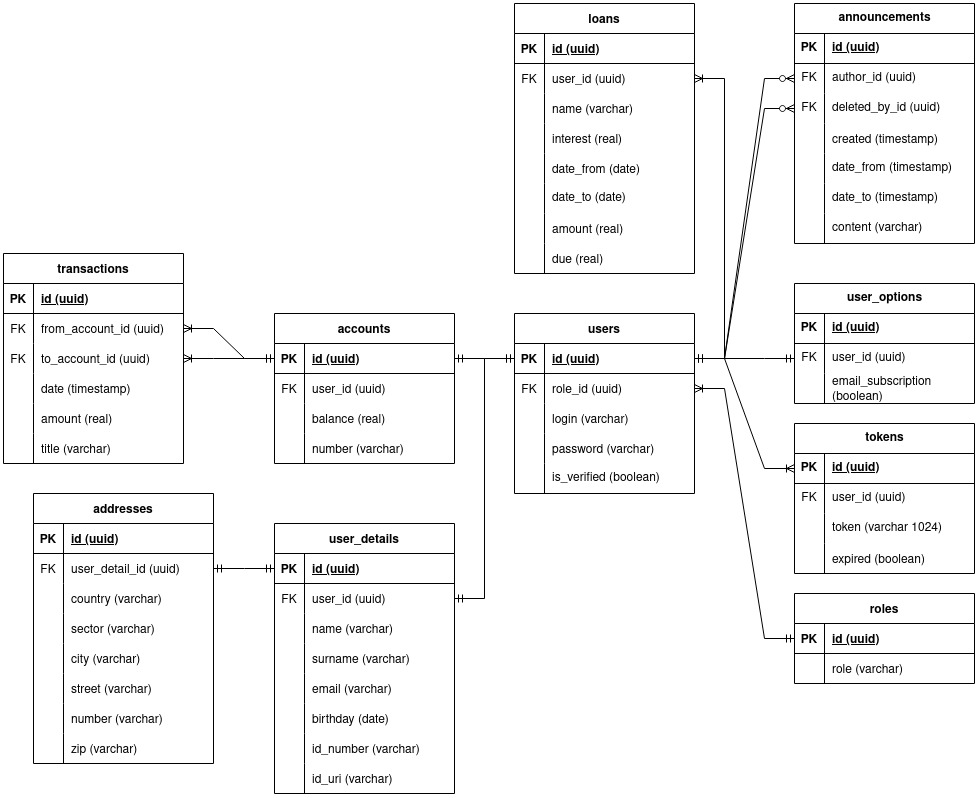 loans
PK id (uuid)
FK user_id (uuid)
name (varchar)
interest (real)
date_from (date)
date_to (date)
amount (real)
due (real)
announcements
PK id (uuid)
FK author_id (uuid)
FK deleted_by_id (uuid)
created (timestamp)
date_from (timestamp)
date_to (timestamp)
content (varchar)
transactions
PK id (uuid)
FK from_account_id (uuid)
FK to_account_id (uuid)
date (timestamp)
amount (real)
title (varchar)
accounts
PK id (uuid)
FK user_id (uuid)
balance (real)
number (varchar)
users
PK id (uuid)
FK role_id (uuid)
login (varchar)
password (varchar)
is_verified (boolean)
user_options
PK id (uuid)
FK user_id (uuid)
email_subscription
(boolean)
tokens
PK id (uuid)
FK user_id (uuid)
token (varchar 1024)
expired (boolean)
addresses
PK id (uuid)
FK user_detail_id (uuid)
country (varchar)
sector (varchar)
city (varchar)
street (varchar)
number (varchar)
zip (varchar)
user_details
PK id (uuid)
FK user_id (uuid)
name (varchar)
surname (varchar)
email (varchar)
birthday (date)
id_number (varchar)
id_uri (varchar)
roles
PK id (uuid)
role (varchar)